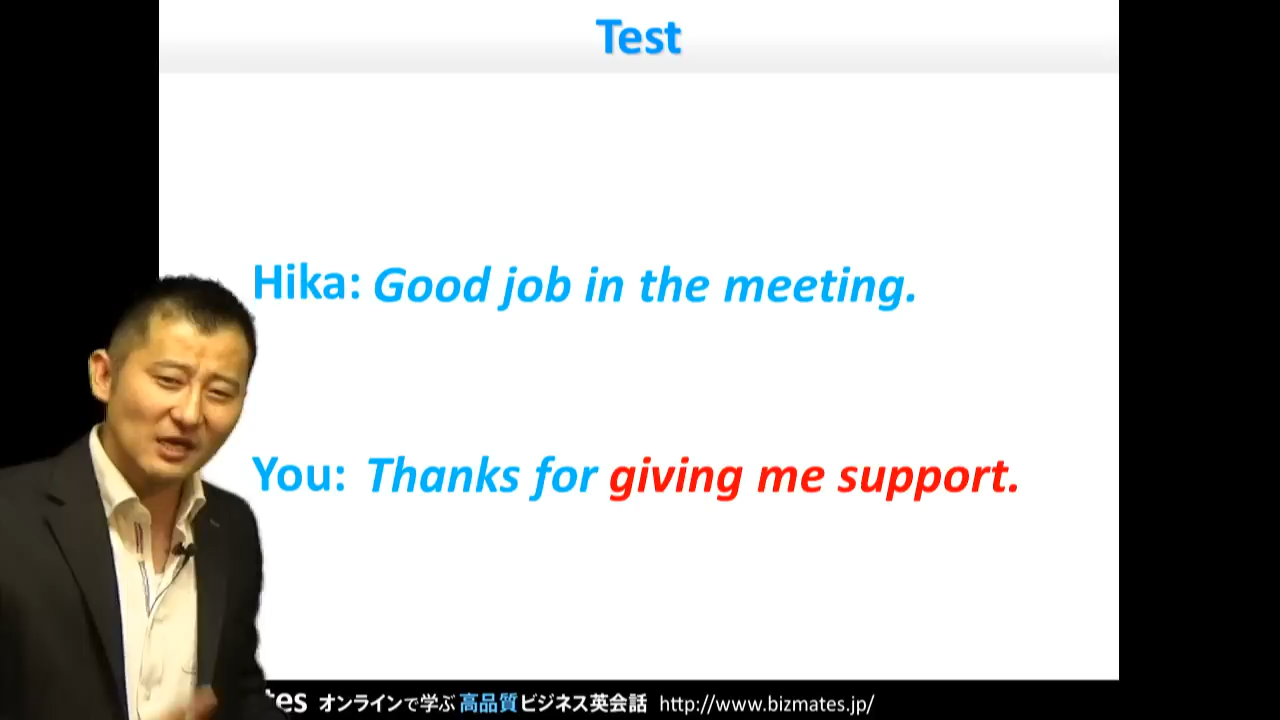 Test
Hika: Good job in the meeting.
You: Thanks for giving me support.
tes オンラインで学ぶ 高品質 ビジネス英会話 http://www.bizmates.jp/